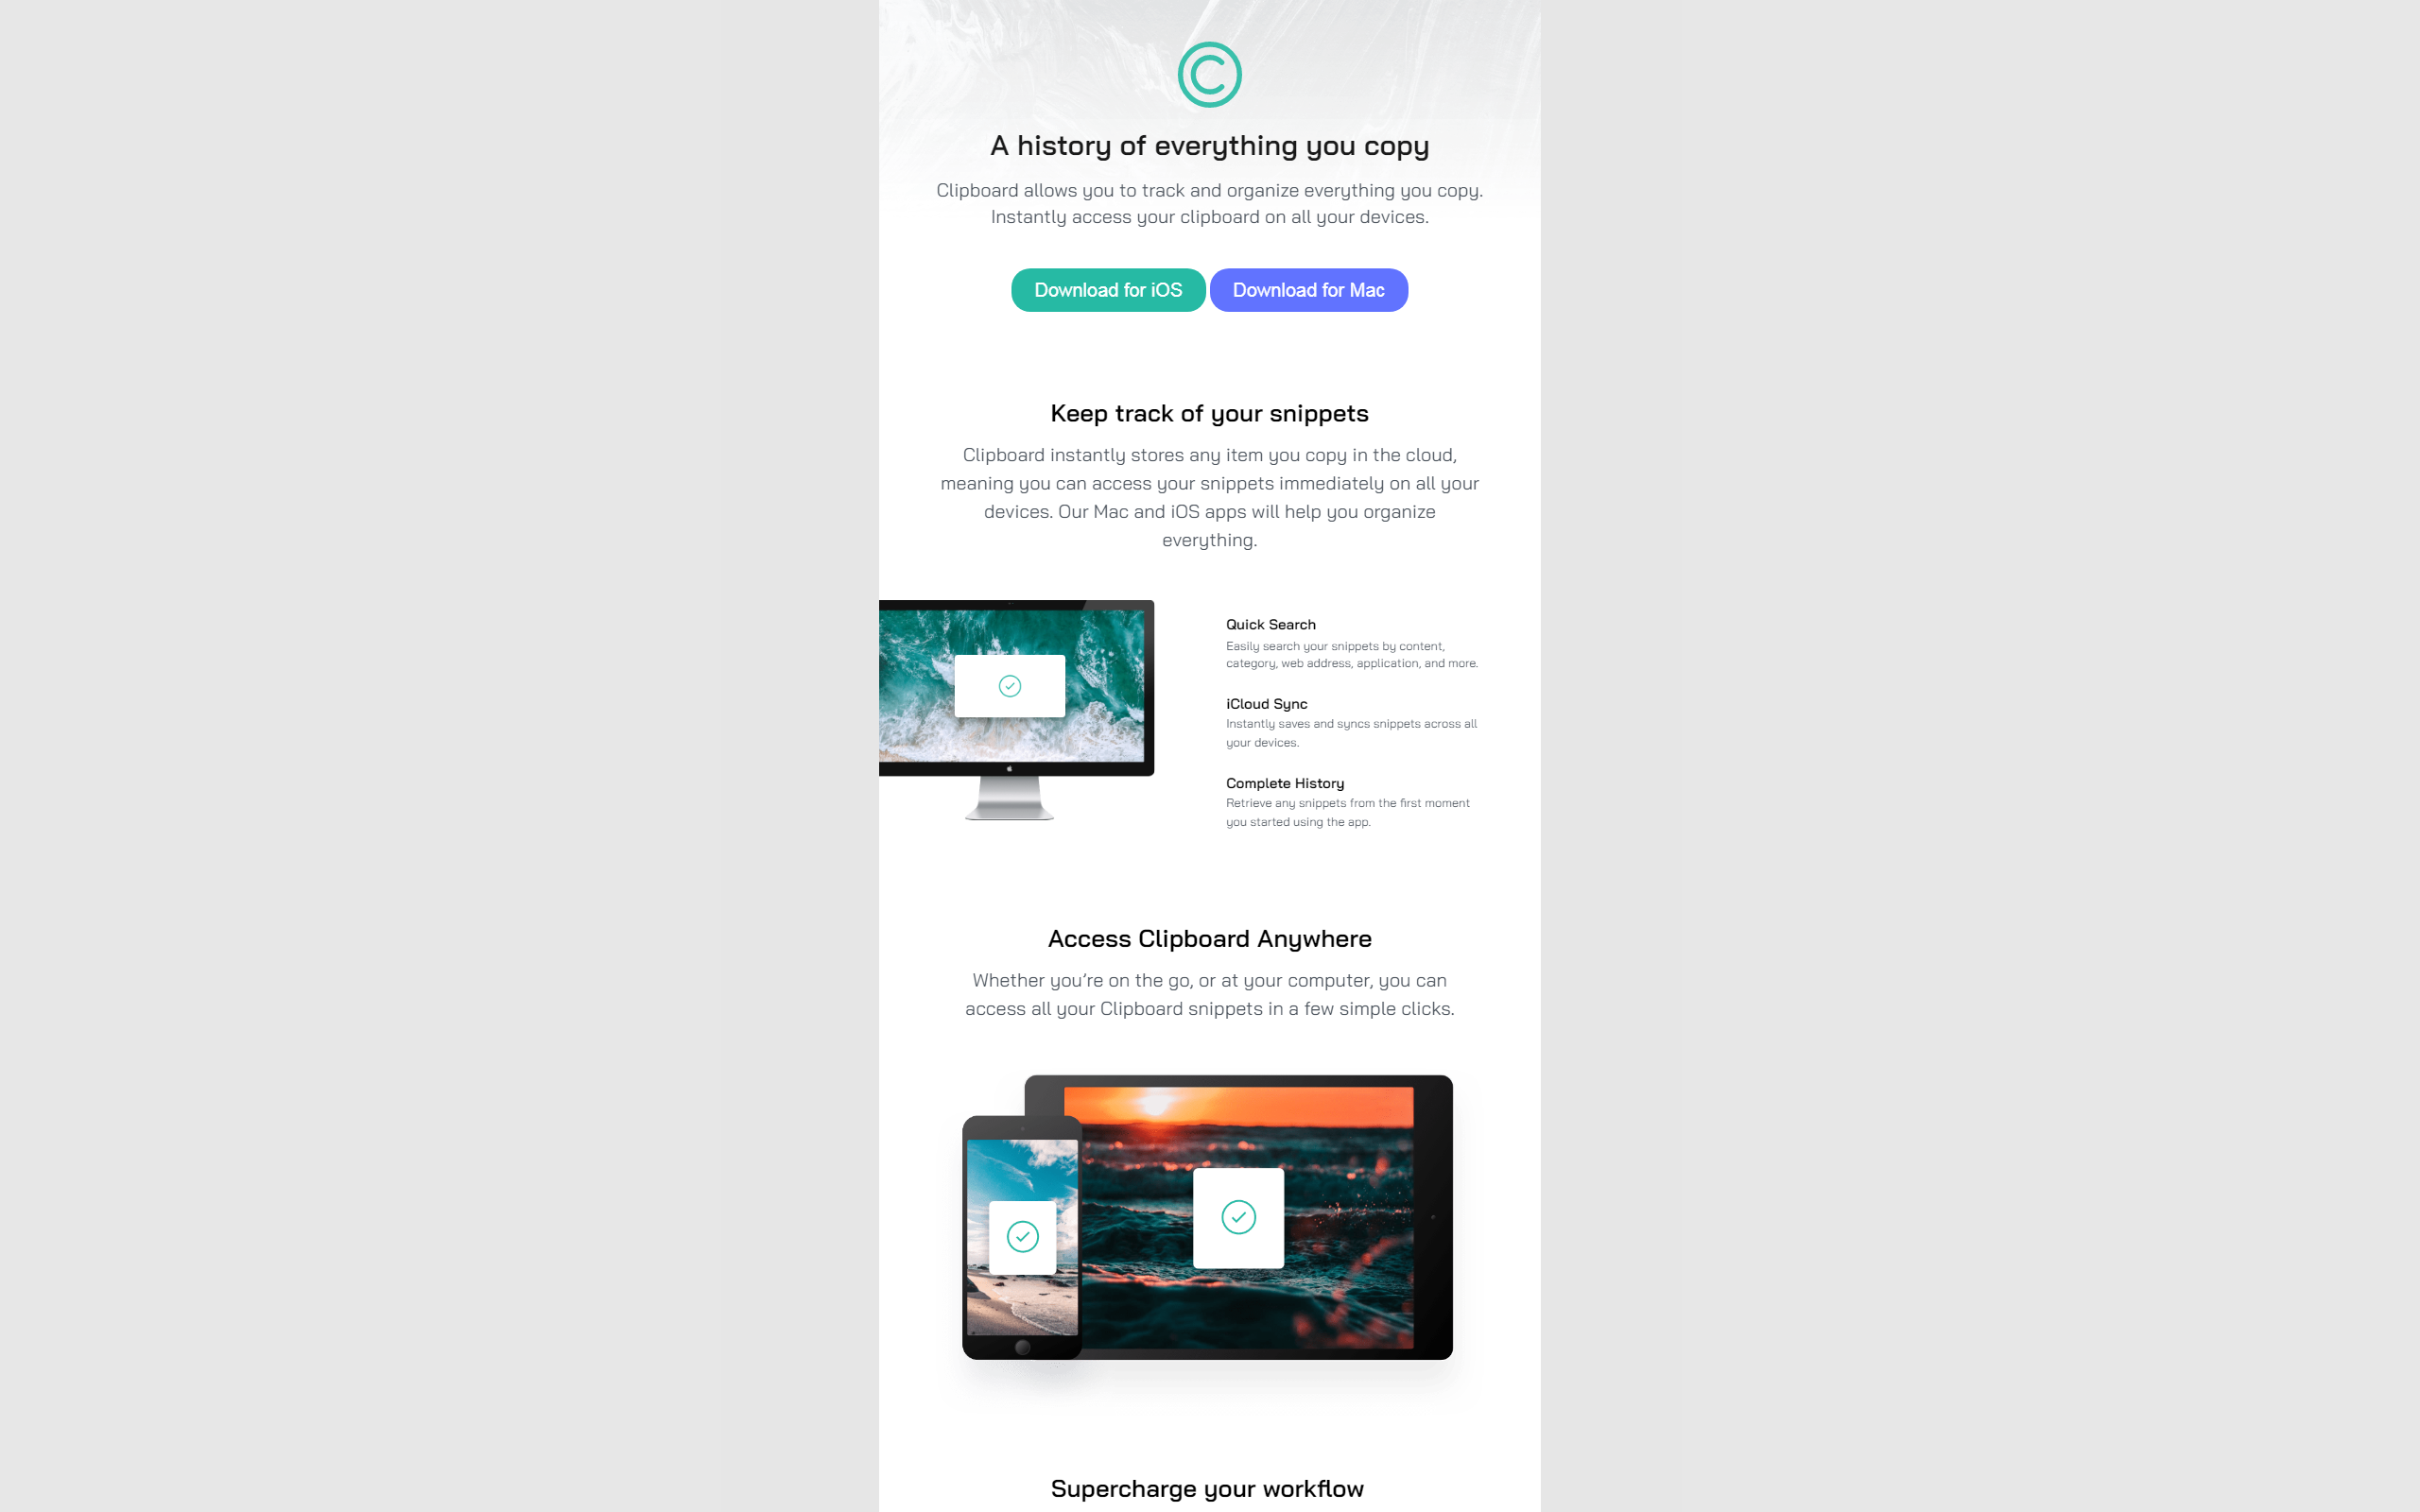 C
A history of everything you copy
Clipboard allows you to track and organize everything you copy.
Instantly access your clipboard on all your devices.
Download for iOS
Download for Mac
Keep track of your snippets
Clipboard instantly stores any item you copy in the cloud,
meaning you can access your snippets immediately on all your
devices. Our Mac and iOS apps will help you organize
everything.
Quick Search
Easily search your snippets by content,
category, web address, application, and more.
iCloud Sync
Instantly saves and syncs snippets across all
your devices.
Complete History
Retrieve any snippets from the first moment
you started using the app.
Access Clipboard Anywhere
Whether you’re on the go, or at your computer, you can
access all your Clipboard snippets in a few simple clicks.
Supercharge your workflow